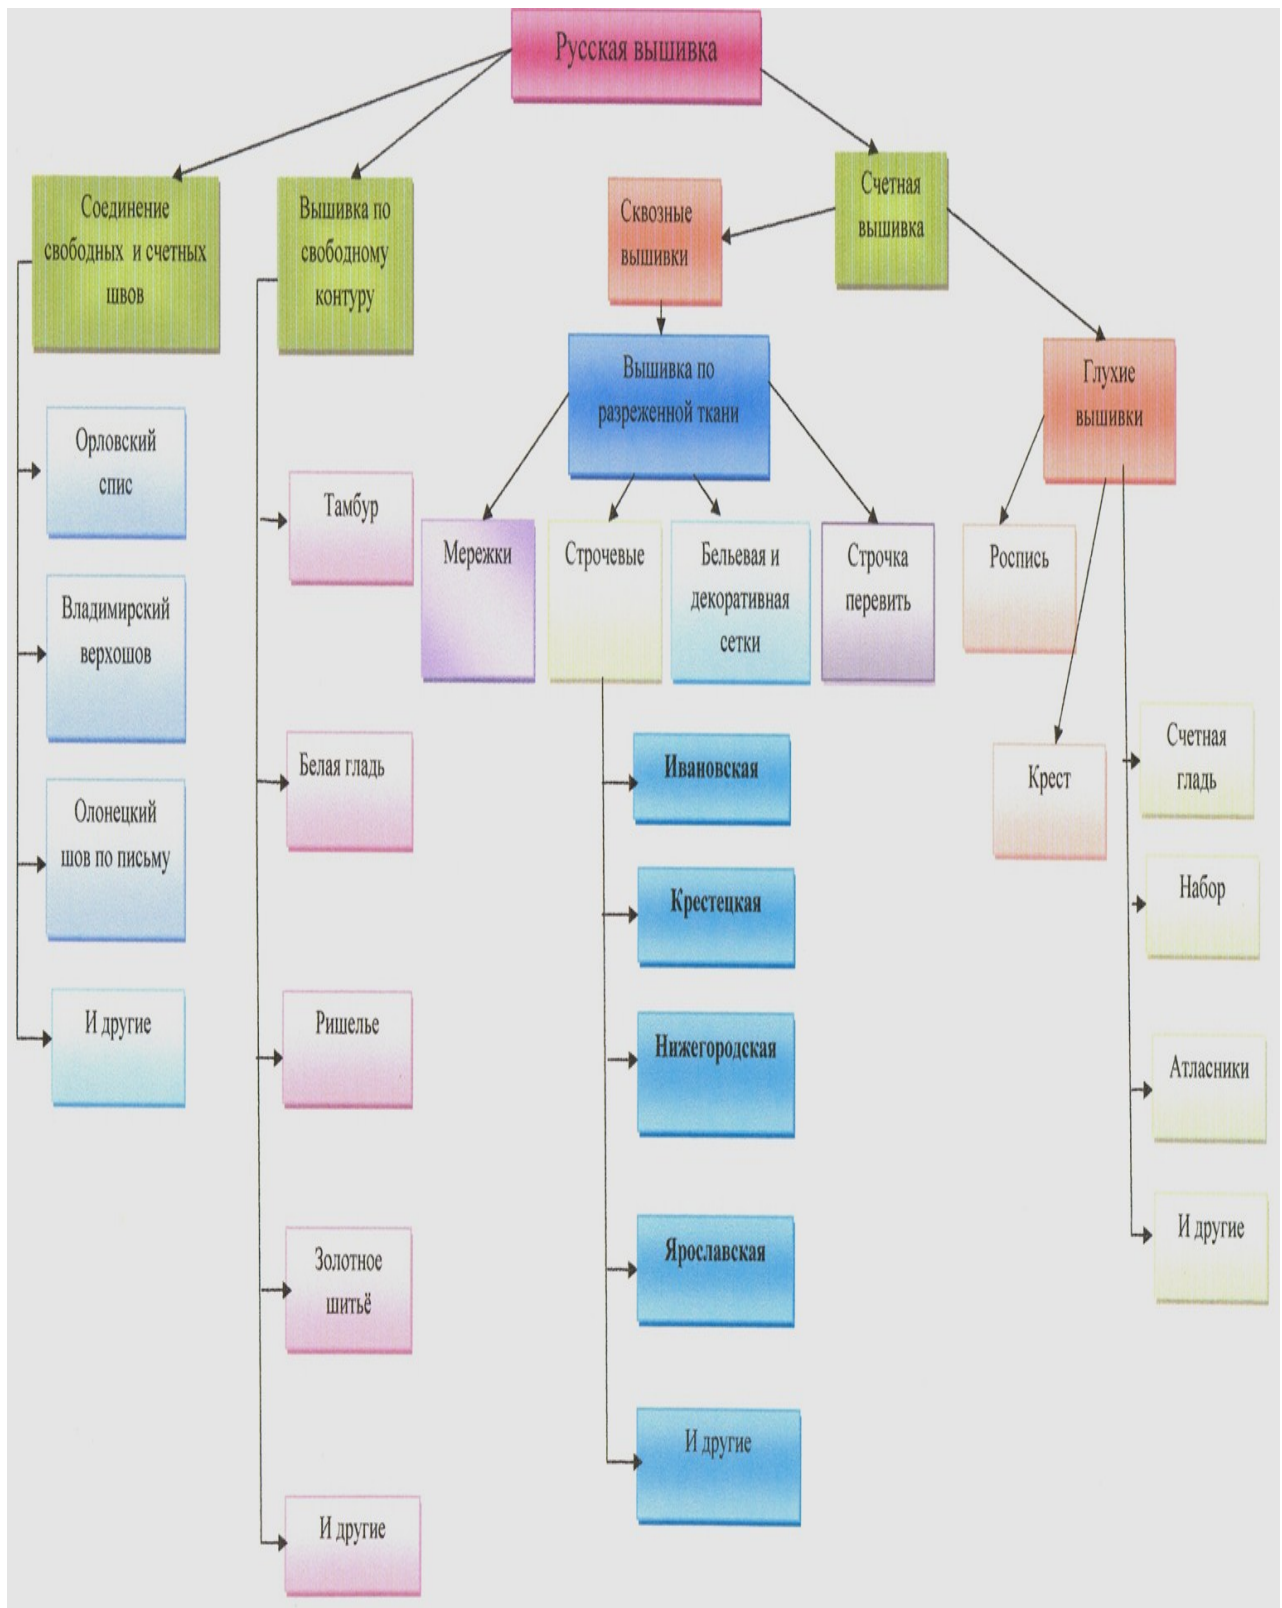 Русская вышивка
Соединение
свободных и счетных
швов
Орловский
спис
Владимирский
верхошов
Олонецкий
шов по письму
И другие
Вышивка по
свободному
контуру
Тамбур
Белая гладь
Ришелье
Золотное
шитьё
И другие
Счетная
вышивка
Сквозные
вышивки
Вышивка по
разреженной ткани
Мережки
Строчевые
Бельевая и
декоративная
сетки
Строчка
перевить
Ивановская
Крестецкая
Нижегородская
Ярославская
И другие
Глухие
вышивки
Роспись
Крест
Счетная
гладь
Набор
Атласники
И другие